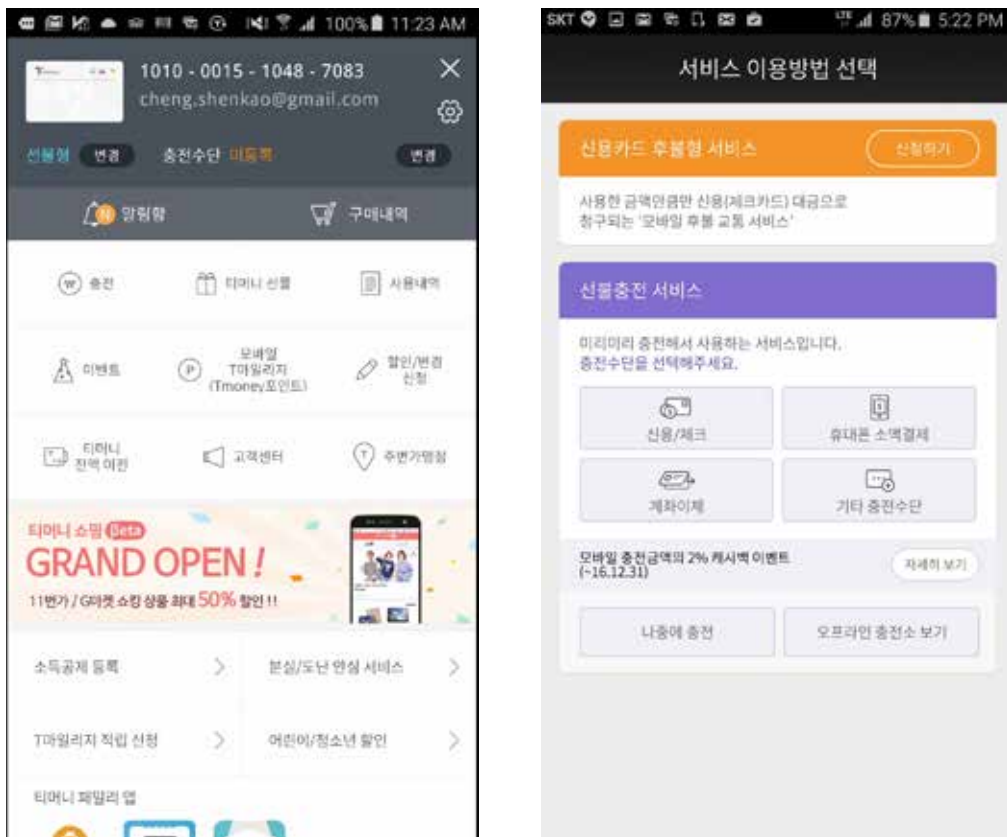 100% 11:23 AM
1010 - 0015 - 1048 - 7083
cheng.shenkao@gmail.com
선불형 변경 충전수단 미등록 변경
알림함 구매내역
충전 티머니 선물 사용내역
이벤트
모바일
T마일리지
(Tmoney포인트)
할인/변경
신청
티머니
잔액 이전
고객센터 주변가맹점
티머니 쇼핑 Beta
GRAND OPEN !
11번가 / G마켓 쇼킹 상품 최대 50% 할인 !!
소득공제 등록 분실/도난 안심 서비스
T마일리지 적립 신청 어린이/청소년 할인
티머니 패밀리 앱
SKT LTE 87% 5:22 PM
서비스 이용방법 선택
신용카드 후불형 서비스 신청하기
사용한 금액만큼만 신용(체크카드) 대금으로
청구되는 '모바일 후불 교통 서비스'
선불충전 서비스
미리미리 충전해서 사용하는 서비스입니다.
충전수단을 선택해주세요.
신용/체크 휴대폰 소액결제
계좌이체 기타 충전수단
모바일 충전금액의 2% 캐시백 이벤트
(~16.12.31)
자세히 보기
나중에 충전 오프라인 충전소 보기